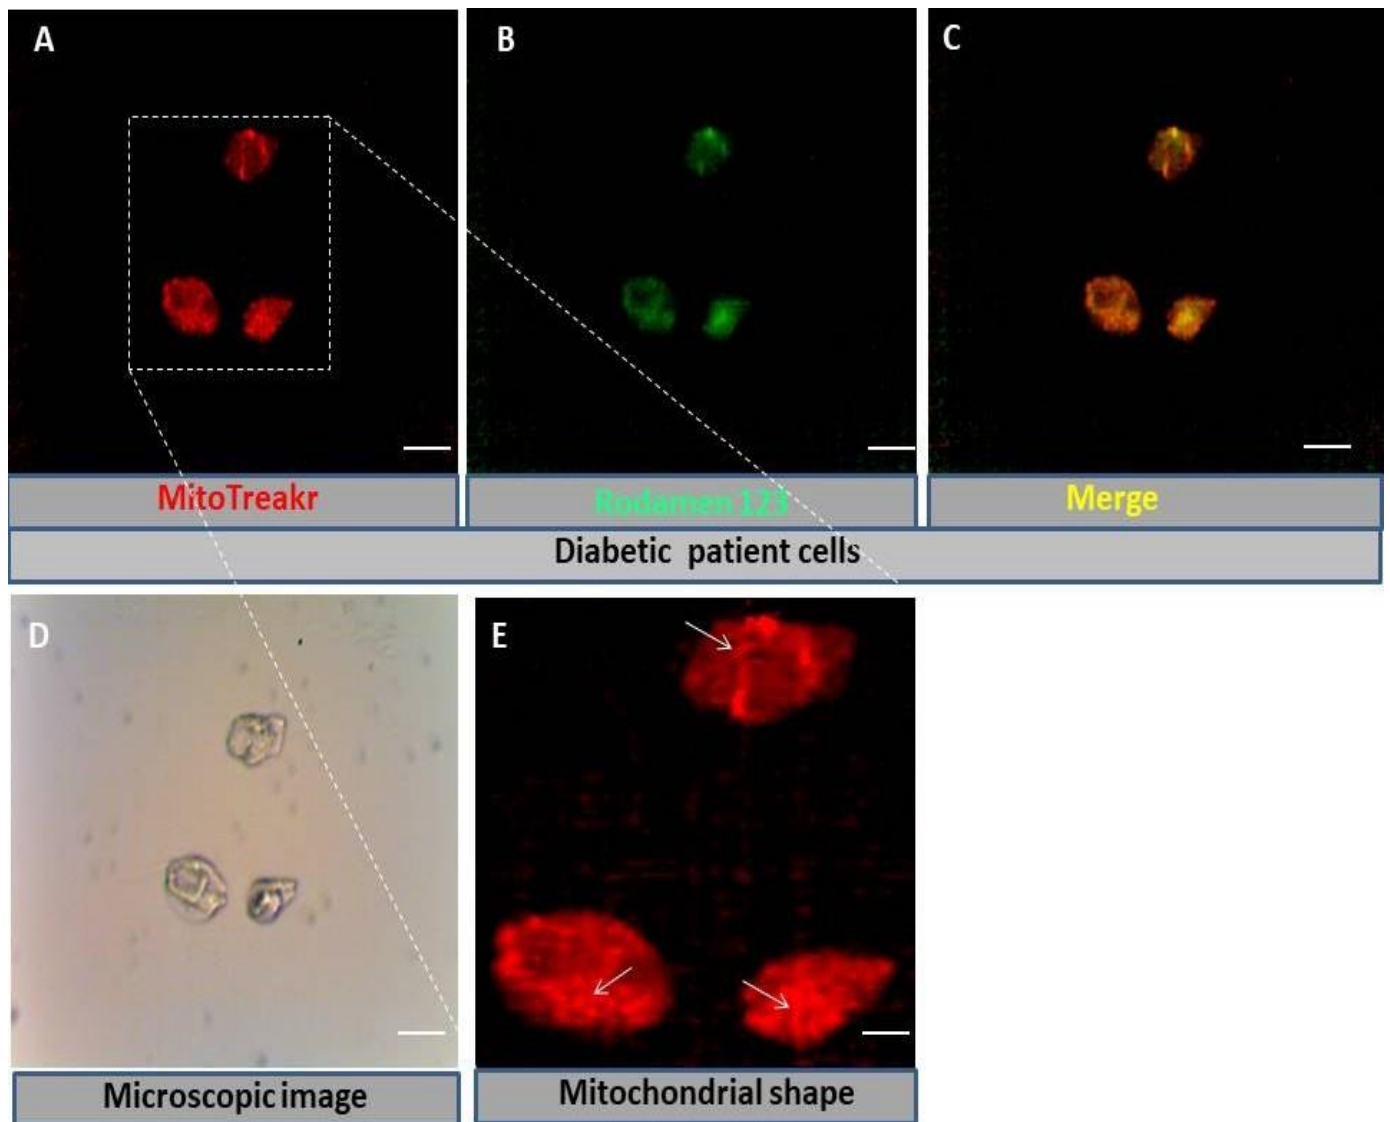 A
B
C
MitoTreakr
Rodamen 123
Merge
Diabetic patient cells
D
E
Microscopic image
Mitochondrial shape